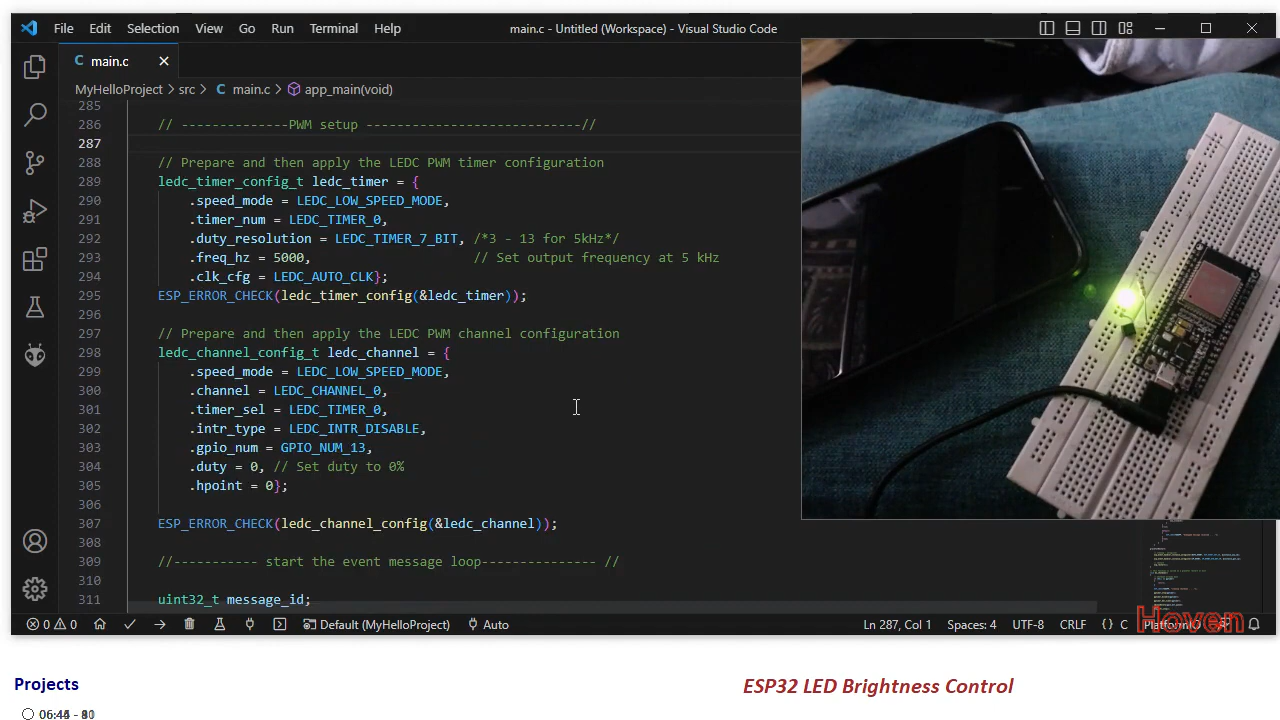 File Edit Selection View Go Run Terminal Help main.c - Untitled (Workspace) - Visual Studio Code
C main.c
MyHelloProject > src > C main.c > app_main(void)
285
286 // --------------PWM setup ----------------------------//
287
288 // Prepare and then apply the LEDC PWM timer configuration
289 ledc_timer_config_t ledc_timer = {
290 .speed_mode = LEDC_LOW_SPEED_MODE,
291 .timer_num = LEDC_TIMER_0,
292 .duty_resolution = LEDC_TIMER_7_BIT, /*3 - 13 for 5kHz*/
293 .freq_hz = 5000, // Set output frequency at 5 kHz
294 .clk_cfg = LEDC_AUTO_CLK};
295 ESP_ERROR_CHECK(ledc_timer_config(&ledc_timer));
296
297 // Prepare and then apply the LEDC PWM channel configuration
298 ledc_channel_config_t ledc_channel = {
299 .speed_mode = LEDC_LOW_SPEED_MODE,
300 .channel = LEDC_CHANNEL_0,
301 .timer_sel = LEDC_TIMER_0,
302 .intr_type = LEDC_INTR_DISABLE,
303 .gpio_num = GPIO_NUM_13,
304 .duty = 0, // Set duty to 0%
305 .hpoint = 0};
306
307 ESP_ERROR_CHECK(ledc_channel_config(&ledc_channel));
308
309 //----------- start the event message loop--------------- //
310
311 uint32_t message_id;
0 0 Default (MyHelloProject Auto Ln 287, Col 1 Spaces: 4 UTF-8 CRLF {} C PlatformIO
Hoven
Projects
ESP32 LED Brightness Control